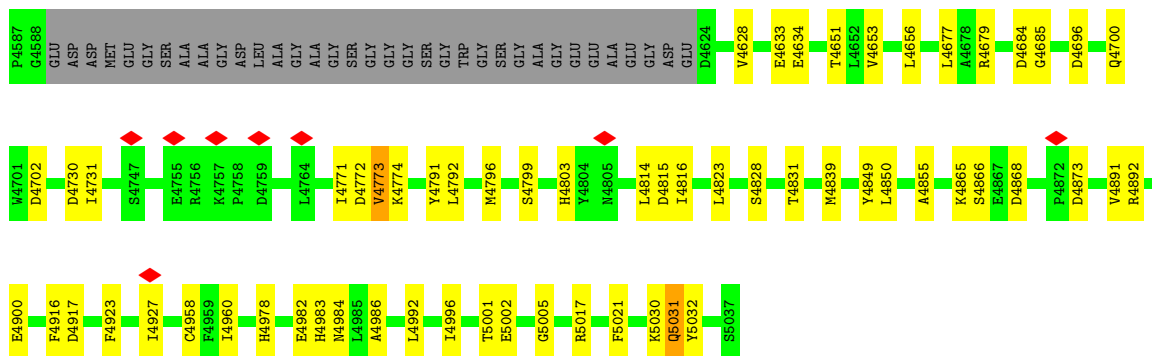 P4587 G4588 GLU ASP ASP MET GLU GLY SER ALA ALA GLY ASP LEU ALA GLY ALA GLY SER GLY GLY GLY SER GLY TRP GLY SER GLY ALA GLY GLU GLU ALA GLU GLY ASP GLU D4624 V4628 E4633 E4634 T4651 L4652 V4653 L4656 L4677 A4678 R4679 D4684 G4685 D4696 Q4700
W4701 D4702 D4730 I4731 S4747 E4755 R4756 K4757 P4758 D4759 L4764 I4771 D4772 V4773 K4774 Y4791 L4792 M4796 S4799 H4803 Y4804 N4805 L4814 D4815 I4816 L4823 S4828 T4831 M4839 Y4849 L4850 A4855 K4865 S4866 E4867 D4868 P4872 D4873 V4891 R4892
E4900 F4916 D4917 F4923 I4927 C4958 F4959 I4960 H4978 E4982 H4983 N4984 L4985 A4986 L4992 I4996 T5001 E5002 G5005 R5017 F5021 K5030 Q5031 Y5032 S5037